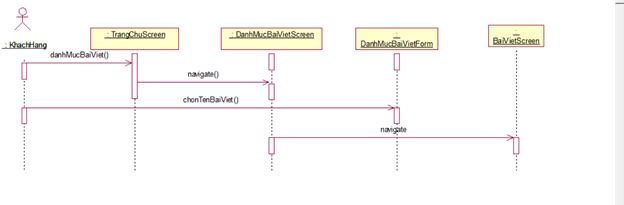 : KhachHang
: TrangChuScreen
: DanhMucBaiVietScreen
:
DanhMucBaiVietForm
:
BaiVietScreen
danhMucBaiViet()
navigate()
chonTenBaiViet()
navigate